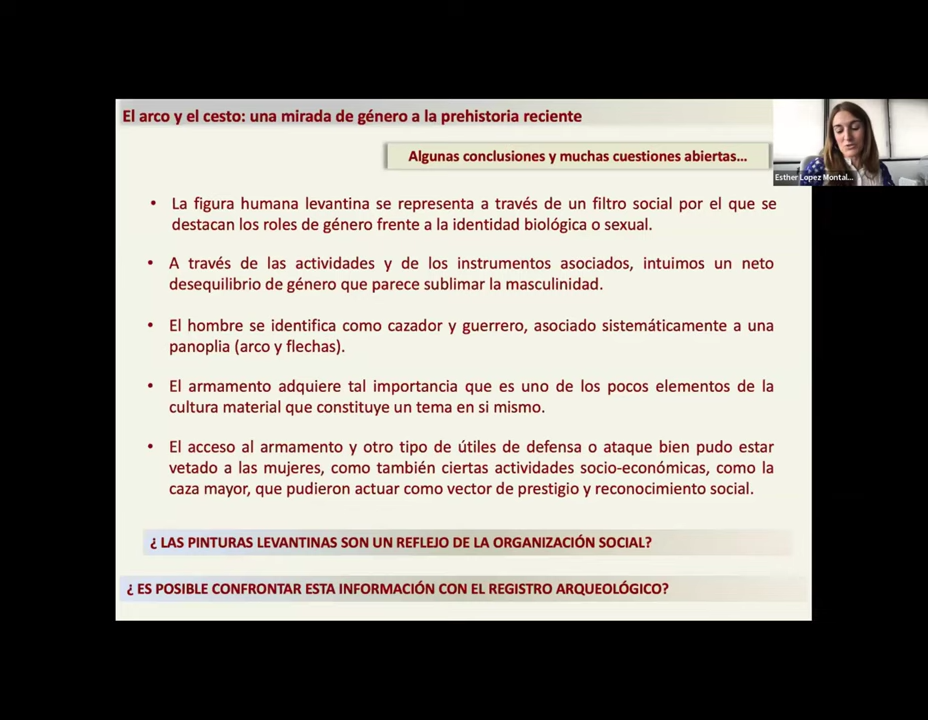 El arco y el cesto: una mirada de género a la prehistoria reciente
Algunas conclusiones y muchas cuestiones abiertas...
Esther Lopez Montal...
• La figura humana levantina se representa a través de un filtro social por el que se
destacan los roles de género frente a la identidad biológica o sexual.
• A través de las actividades y de los instrumentos asociados, intuimos un neto
desequilibrio de género que parece sublimar la masculinidad.
• El hombre se identifica como cazador y guerrero, asociado sistemáticamente a una
panoplia (arco y flechas).
• El armamento adquiere tal importancia que es uno de los pocos elementos de la
cultura material que constituye un tema en si mismo.
• El acceso al armamento y otro tipo de útiles de defensa o ataque bien pudo estar
vetado a las mujeres, como también ciertas actividades socio-económicas, como la
caza mayor, que pudieron actuar como vector de prestigio y reconocimiento social.
¿ LAS PINTURAS LEVANTINAS SON UN REFLEJO DE LA ORGANIZACIÓN SOCIAL?
¿ ES POSIBLE CONFRONTAR ESTA INFORMACIÓN CON EL REGISTRO ARQUEOLÓGICO?